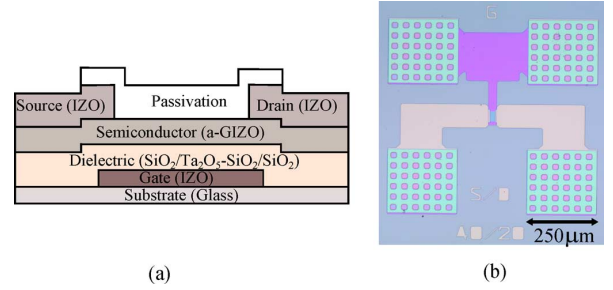 Source (IZO)
Passivation
Drain (IZO)
Semiconductor (a-GIZO)
Dielectric (SiO₂/Ta₂O₅-SiO₂/SiO₂)
Gate (IZO)
Substrate (Glass)
(a)
G
S/D
250μm
(b)